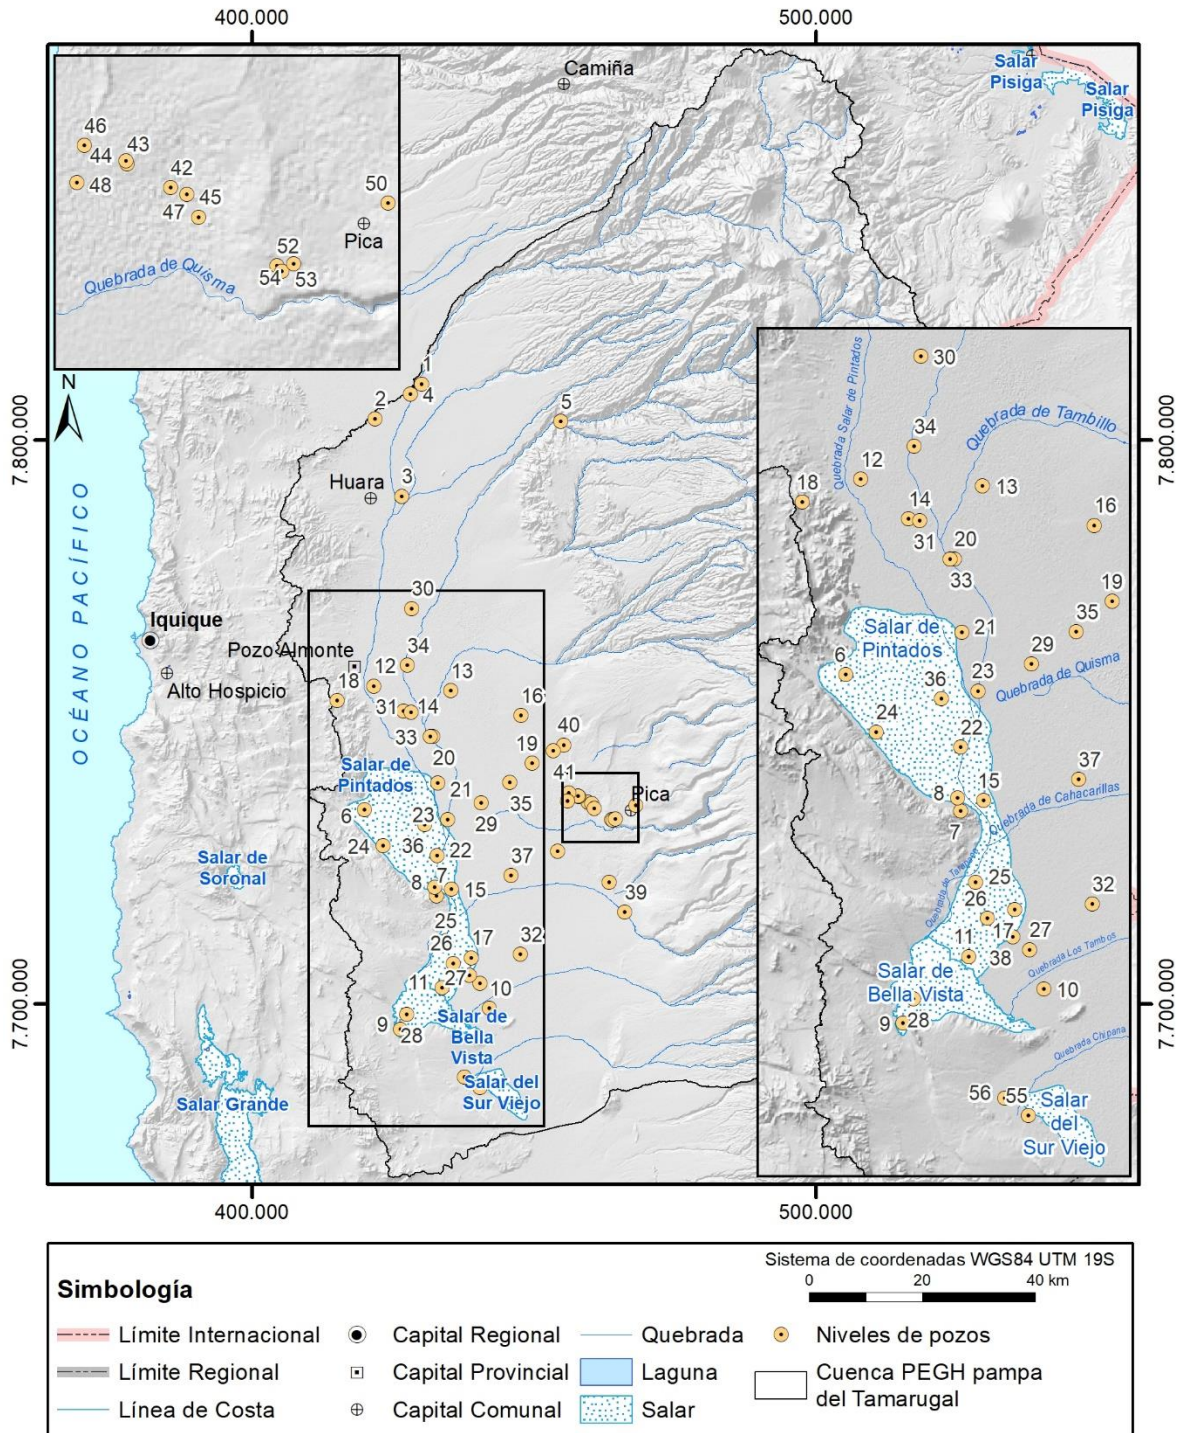 400.000
500.000
46
43
44
42
48
45
47
50
Pica
52
54
53
Quebrada de Quisma
N
Camiña
Salar
Pisiga
Salar
Pisiga
1
4
2
5
3
Huara
7.800.000
7.800.000
OCÉANO PACÍFICO
Iquique
Alto Hospicio
Pozo Almonte
30
34
12
13
18
31
14
16
33
40
19
20
Salar de
Pintados
41
21
Pica
6
35
23
29
24
36
22
37
Salar de
Soronal
7
8
15
39
25
26
17
32
27
11
10
9
28
Salar de
Bella
Vista
Salar del
Sur Viejo
Salar Grande
7.700.000
7.700.000
30
Quebrada Salar de Pintados
34
Quebrada de Tambillo
12
13
18
14
16
31
20
33
19
35
Salar de
Pintados
21
29
6
23
Quebrada de Quisma
36
24
22
37
8
15
Quebrada de Cahacarillas
7
25
26
32
17
27
11
38
Quebrada Los Tambos
Salar de
Bella Vista
10
9
28
Quebrada Chipana
56
55
Salar
del
Sur Viejo
400.000
500.000
Sistema de coordenadas WGS84 UTM 19S
0
20
40 km
Simbología
Límite Internacional
Capital Regional
Quebrada
Niveles de pozos
Límite Regional
Capital Provincial
Laguna
Cuenca PEGH pampa
del Tamarugal
Línea de Costa
Capital Comunal
Salar